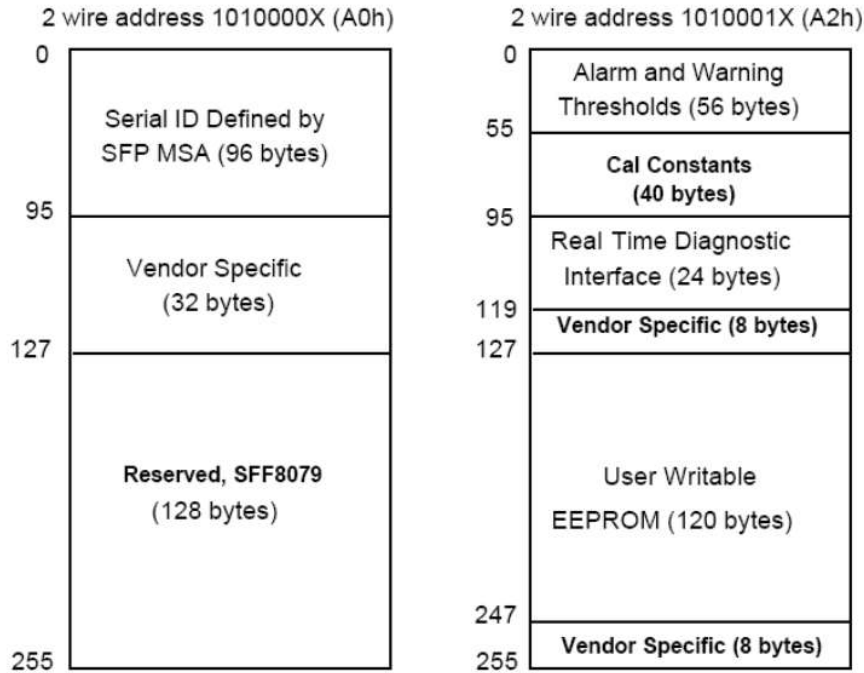 2 wire address 1010000X (A0h)
0
Serial ID Defined by
SFP MSA (96 bytes)
95
Vendor Specific
(32 bytes)
127
Reserved, SFF8079
(128 bytes)
255
2 wire address 1010001X (A2h)
0
Alarm and Warning
Thresholds (56 bytes)
55
Cal Constants
(40 bytes)
95
Real Time Diagnostic
Interface (24 bytes)
119
Vendor Specific (8 bytes)
127
User Writable
EEPROM (120 bytes)
247
Vendor Specific (8 bytes)
255